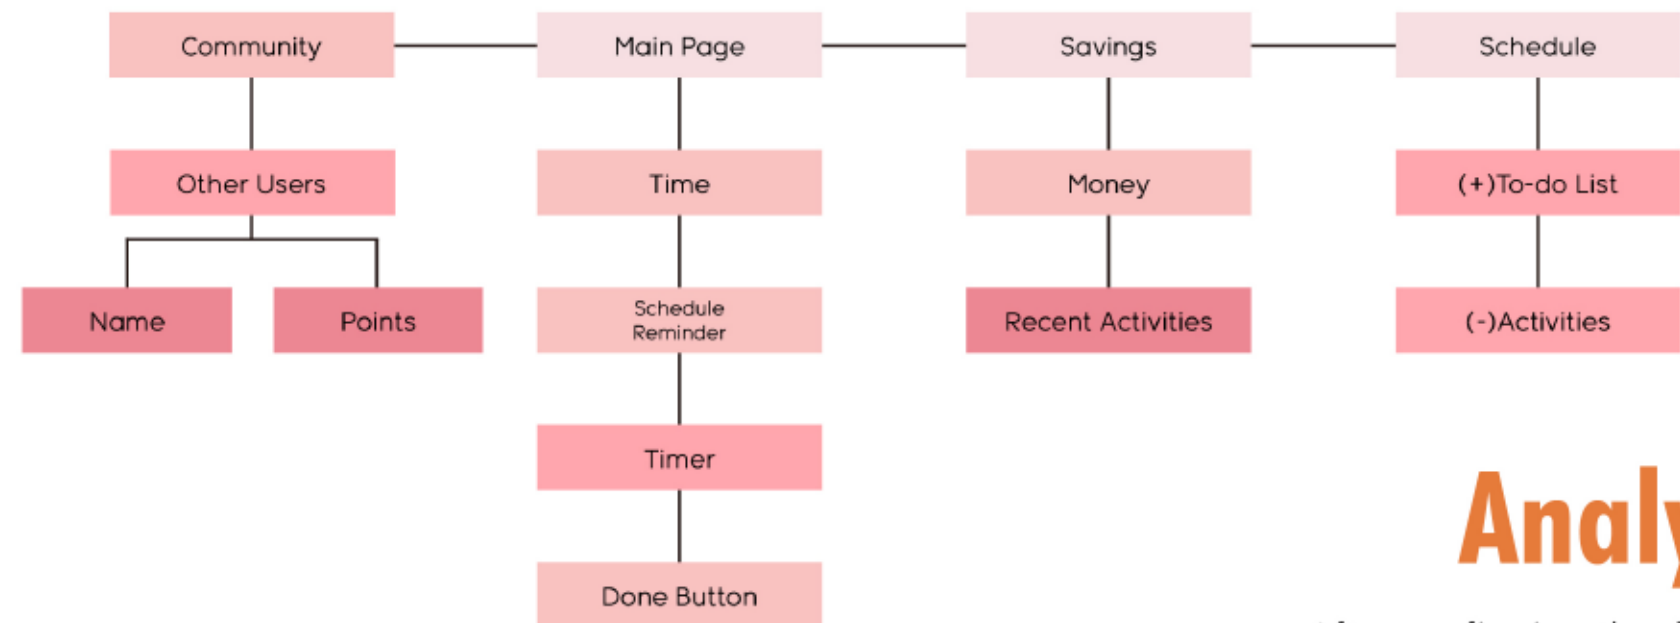 Community
Main Page
Savings
Schedule
Other Users
Time
Money
(+)To-do List
Name
Points
Schedule
Reminder
Recent Activities
(-)Activities
Timer
Analy
Done Button